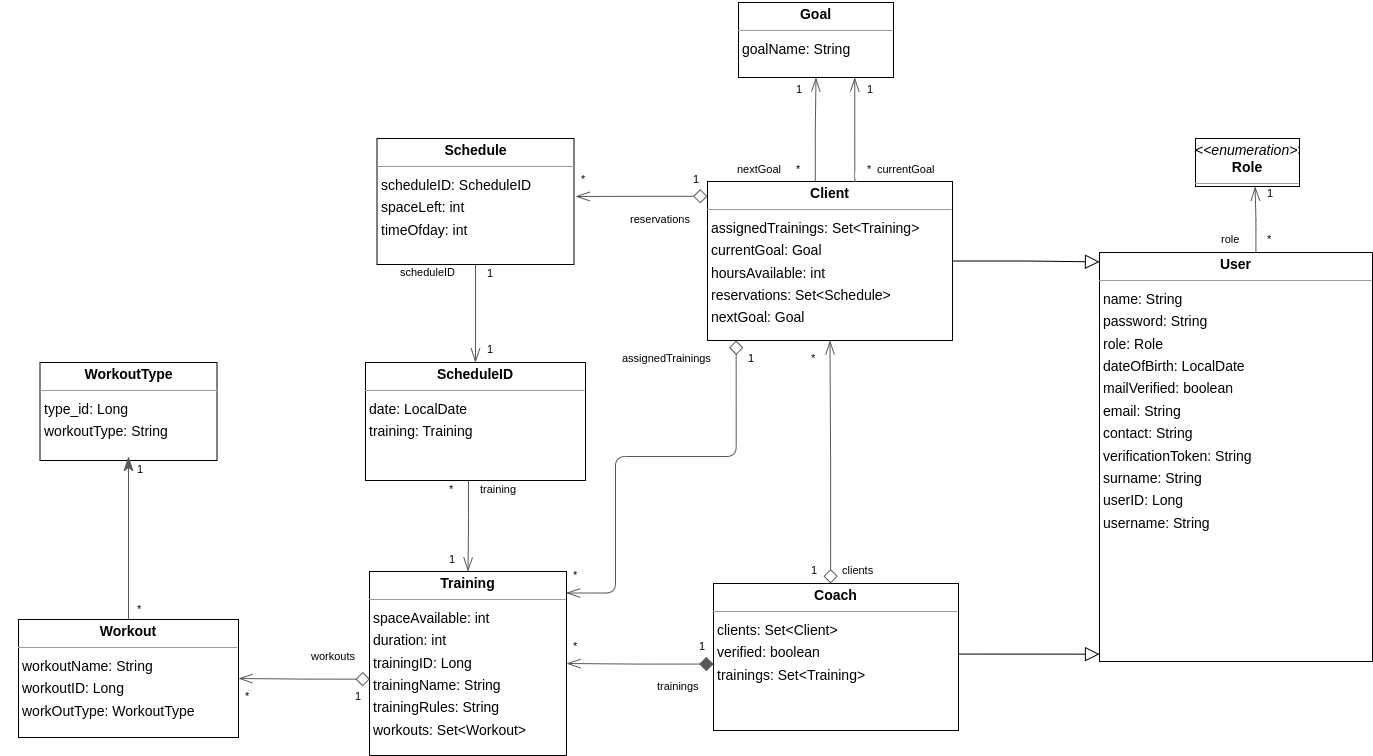 Goal
goalName: String
1
1
nextGoal
*
* currentGoal
Schedule
scheduleID: ScheduleID
spaceLeft: int
timeOfday: int
*
1
reservations
Client
assignedTrainings: Set<Training>
currentGoal: Goal
hoursAvailable: int
reservations: Set<Schedule>
nextGoal: Goal
<<enumeration>>
Role
1
role
*
User
name: String
password: String
role: Role
dateOfBirth: LocalDate
mailVerified: boolean
email: String
contact: String
verificationToken: String
surname: String
userID: Long
username: String
scheduleID
1
1
assignedTrainings
1
*
WorkoutType
type_id: Long
workoutType: String
1
*
ScheduleID
date: LocalDate
training: Training
*
training
1
*
1
clients
Training
spaceAvailable: int
duration: int
trainingID: Long
trainingName: String
trainingRules: String
workouts: Set<Workout>
Coach
clients: Set<Client>
verified: boolean
trainings: Set<Training>
*
1
trainings
Workout
workoutName: String
workoutID: Long
workOutType: WorkoutType
workouts
*
1